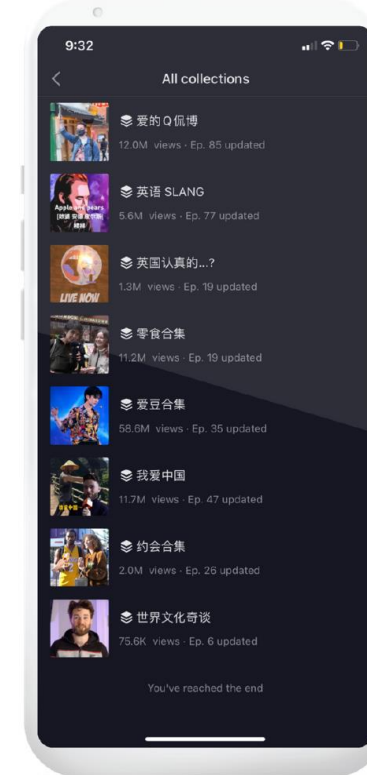 9:32
All collections
爱的Q侃博
12.0M views · Ep. 85 updated
Apple and pears
英语 SLANG
5.6M views · Ep. 77 updated
英国认真的...?
1.3M views · Ep. 19 updated
LIVE NOW
零食合集
11.2M views · Ep. 19 updated
爱豆合集
58.6M views · Ep. 35 updated
我爱中国
11.7M views · Ep. 47 updated
约会合集
2.0M views · Ep. 26 updated
世界文化奇谈
75.6K views · Ep. 6 updated
You've reached the end